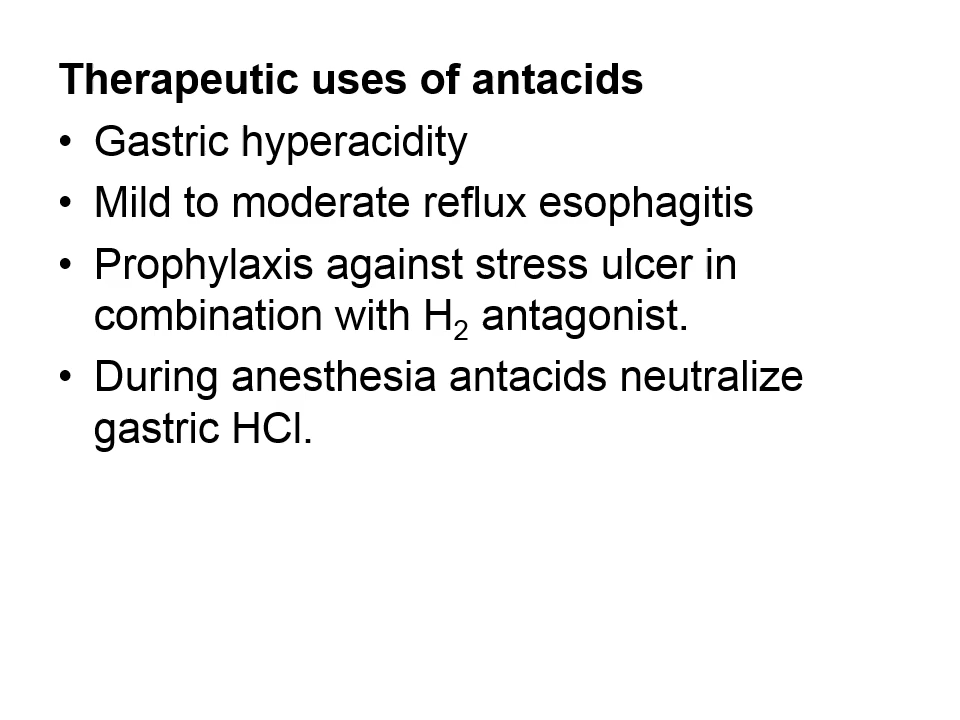 Therapeutic uses of antacids
• Gastric hyperacidity
• Mild to moderate reflux esophagitis
• Prophylaxis against stress ulcer in
combination with H₂ antagonist.
• During anesthesia antacids neutralize
gastric HCl.